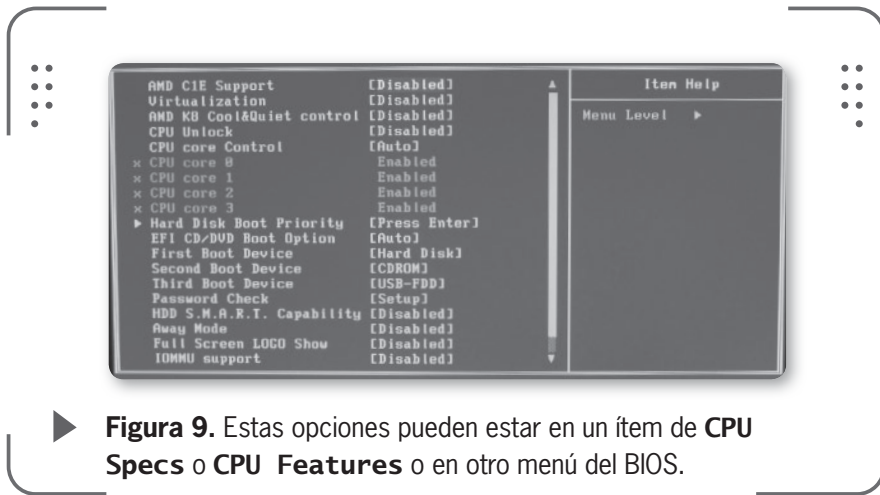 AMD C1E Support [Disabled]
Virtualization [Disabled]
AMD K8 Cool&Quiet control [Disabled]
CPU Unlock [Disabled]
CPU core Control [Auto]
x CPU core 0 Enabled
x CPU core 1 Enabled
x CPU core 2 Enabled
x CPU core 3 Enabled
▶ Hard Disk Boot Priority [Press Enter]
EFI CD/DVD Boot Option [Auto]
First Boot Device [Hard Disk]
Second Boot Device [CDROM]
Third Boot Device [USB-FDD]
Password Check [Setup]
HDD S.M.A.R.T. Capability [Disabled]
Away Mode [Disabled]
Full Screen LOGO Show [Disabled]
IOMMU support [Disabled]
Item Help
Menu Level ▶
Figura 9. Estas opciones pueden estar en un ítem de CPU
Specs o CPU Features o en otro menú del BIOS.